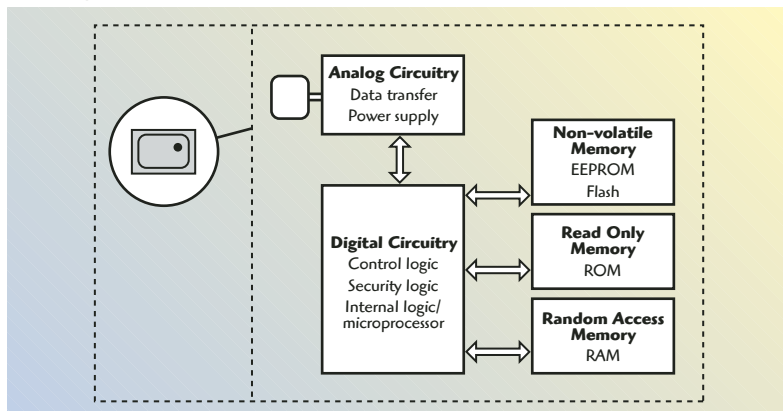 Analog Circuitry
Data transfer
Power supply
Non-volatile
Memory
EEPROM
Flash
Digital Circuitry
Control logic
Security logic
Internal logic/
microprocessor
Read Only
Memory
ROM
Random Access
Memory
RAM